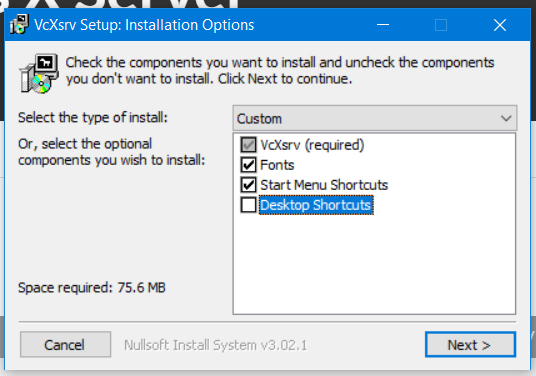 s X Server
VcXsrv Setup: Installation Options
Check the components you want to install and uncheck the components
you don't want to install. Click Next to continue.
Select the type of install:
Custom
Or, select the optional
components you wish to install:
VcXsrv (required)
Fonts
Start Menu Shortcuts
Desktop Shortcuts
Space required: 75.6 MB
Cancel
Nullsoft Install System v3.02.1
Next >